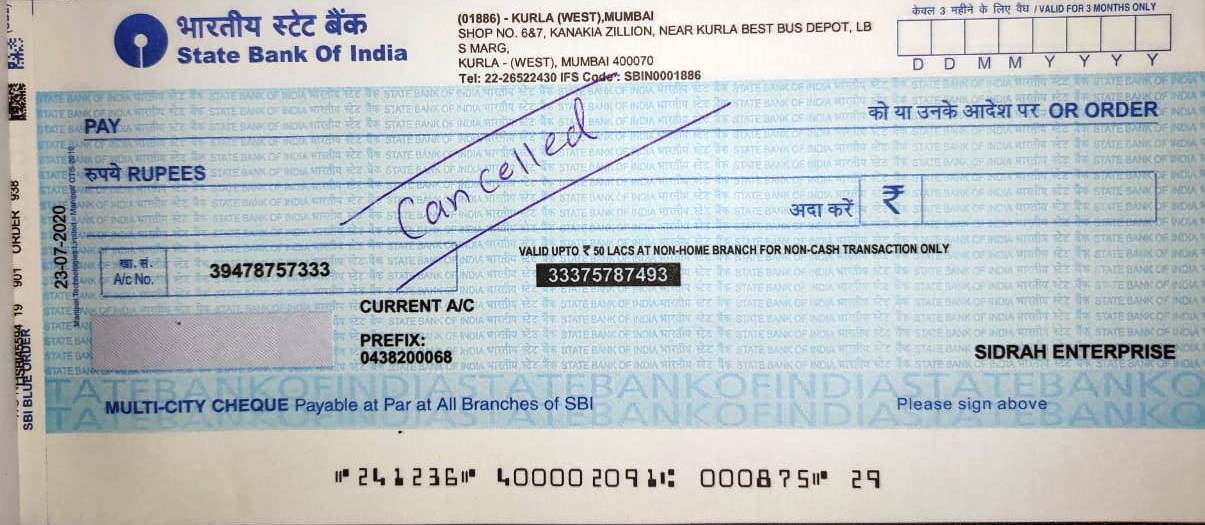 भारतीय स्टेट बैंक
State Bank Of India
(01886) - KURLA (WEST),MUMBAI
SHOP NO. 6&7, KANAKIA ZILLION, NEAR KURLA BEST BUS DEPOT, LB
S MARG,
KURLA - (WEST), MUMBAI 400070
Tel: 22-26522430 IFS Code : SBIN0001886
केवल 3 महीने के लिए वैध / VALID FOR 3 MONTHS ONLY
D D M M Y Y Y Y
PAY
को या उनके आदेश पर OR ORDER
रुपये RUPEES
Cancelled
अदा करें ₹
23-07-2020
खा. सं.
A/c No.
39478757333
VALID UPTO ₹ 50 LACS AT NON-HOME BRANCH FOR NON-CASH TRANSACTION ONLY
33375787493
CURRENT A/C
PREFIX:
0438200068
SIDRAH ENTERPRISE
SBI BLUE ORDER
19 901 ORDER 938
STATEBANKOFINDIASTATEBANKOFINDIASTATEBANKO
MULTI-CITY CHEQUE Payable at Par at All Branches of SBI
Please sign above
⑈241236⑈ 400002091⑆ 000875⑈ 29